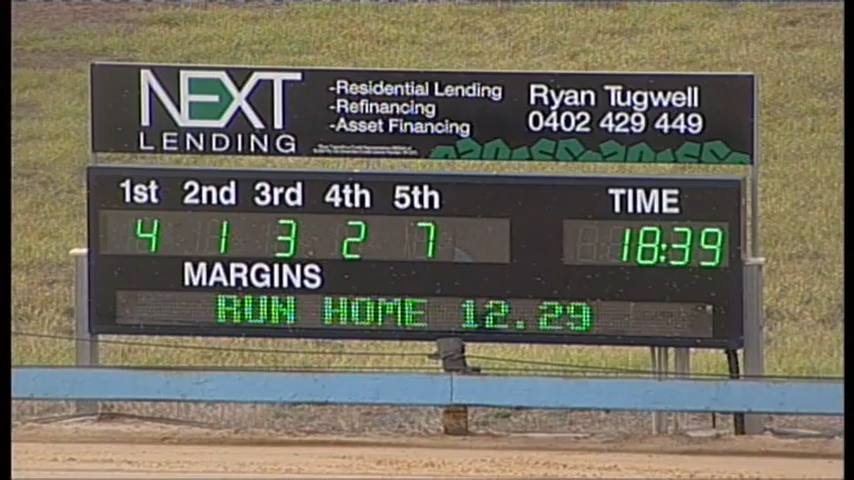 NEXT
LENDING
-Residential Lending
-Refinancing
-Asset Financing
Ryan Tugwell
0402 429 449
1st 2nd 3rd 4th 5th TIME
4 1 3 2 7 18:39
MARGINS
RUN HOME 12.29